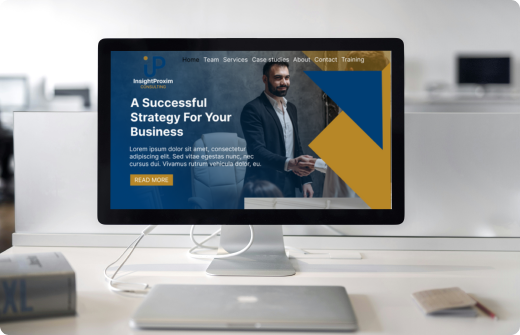 iP
Home Team Services Case studies About Contact Training
InsightProxim
CONSULTING
A Successful
Strategy For Your
Business
Lorem ipsum dolor sit amet, consectetur
adipiscing elit. Sed vitae egestas nunc, nec
cursus dui. Vivamus rutrum vehicula dolor, eu.
READ MORE
XL